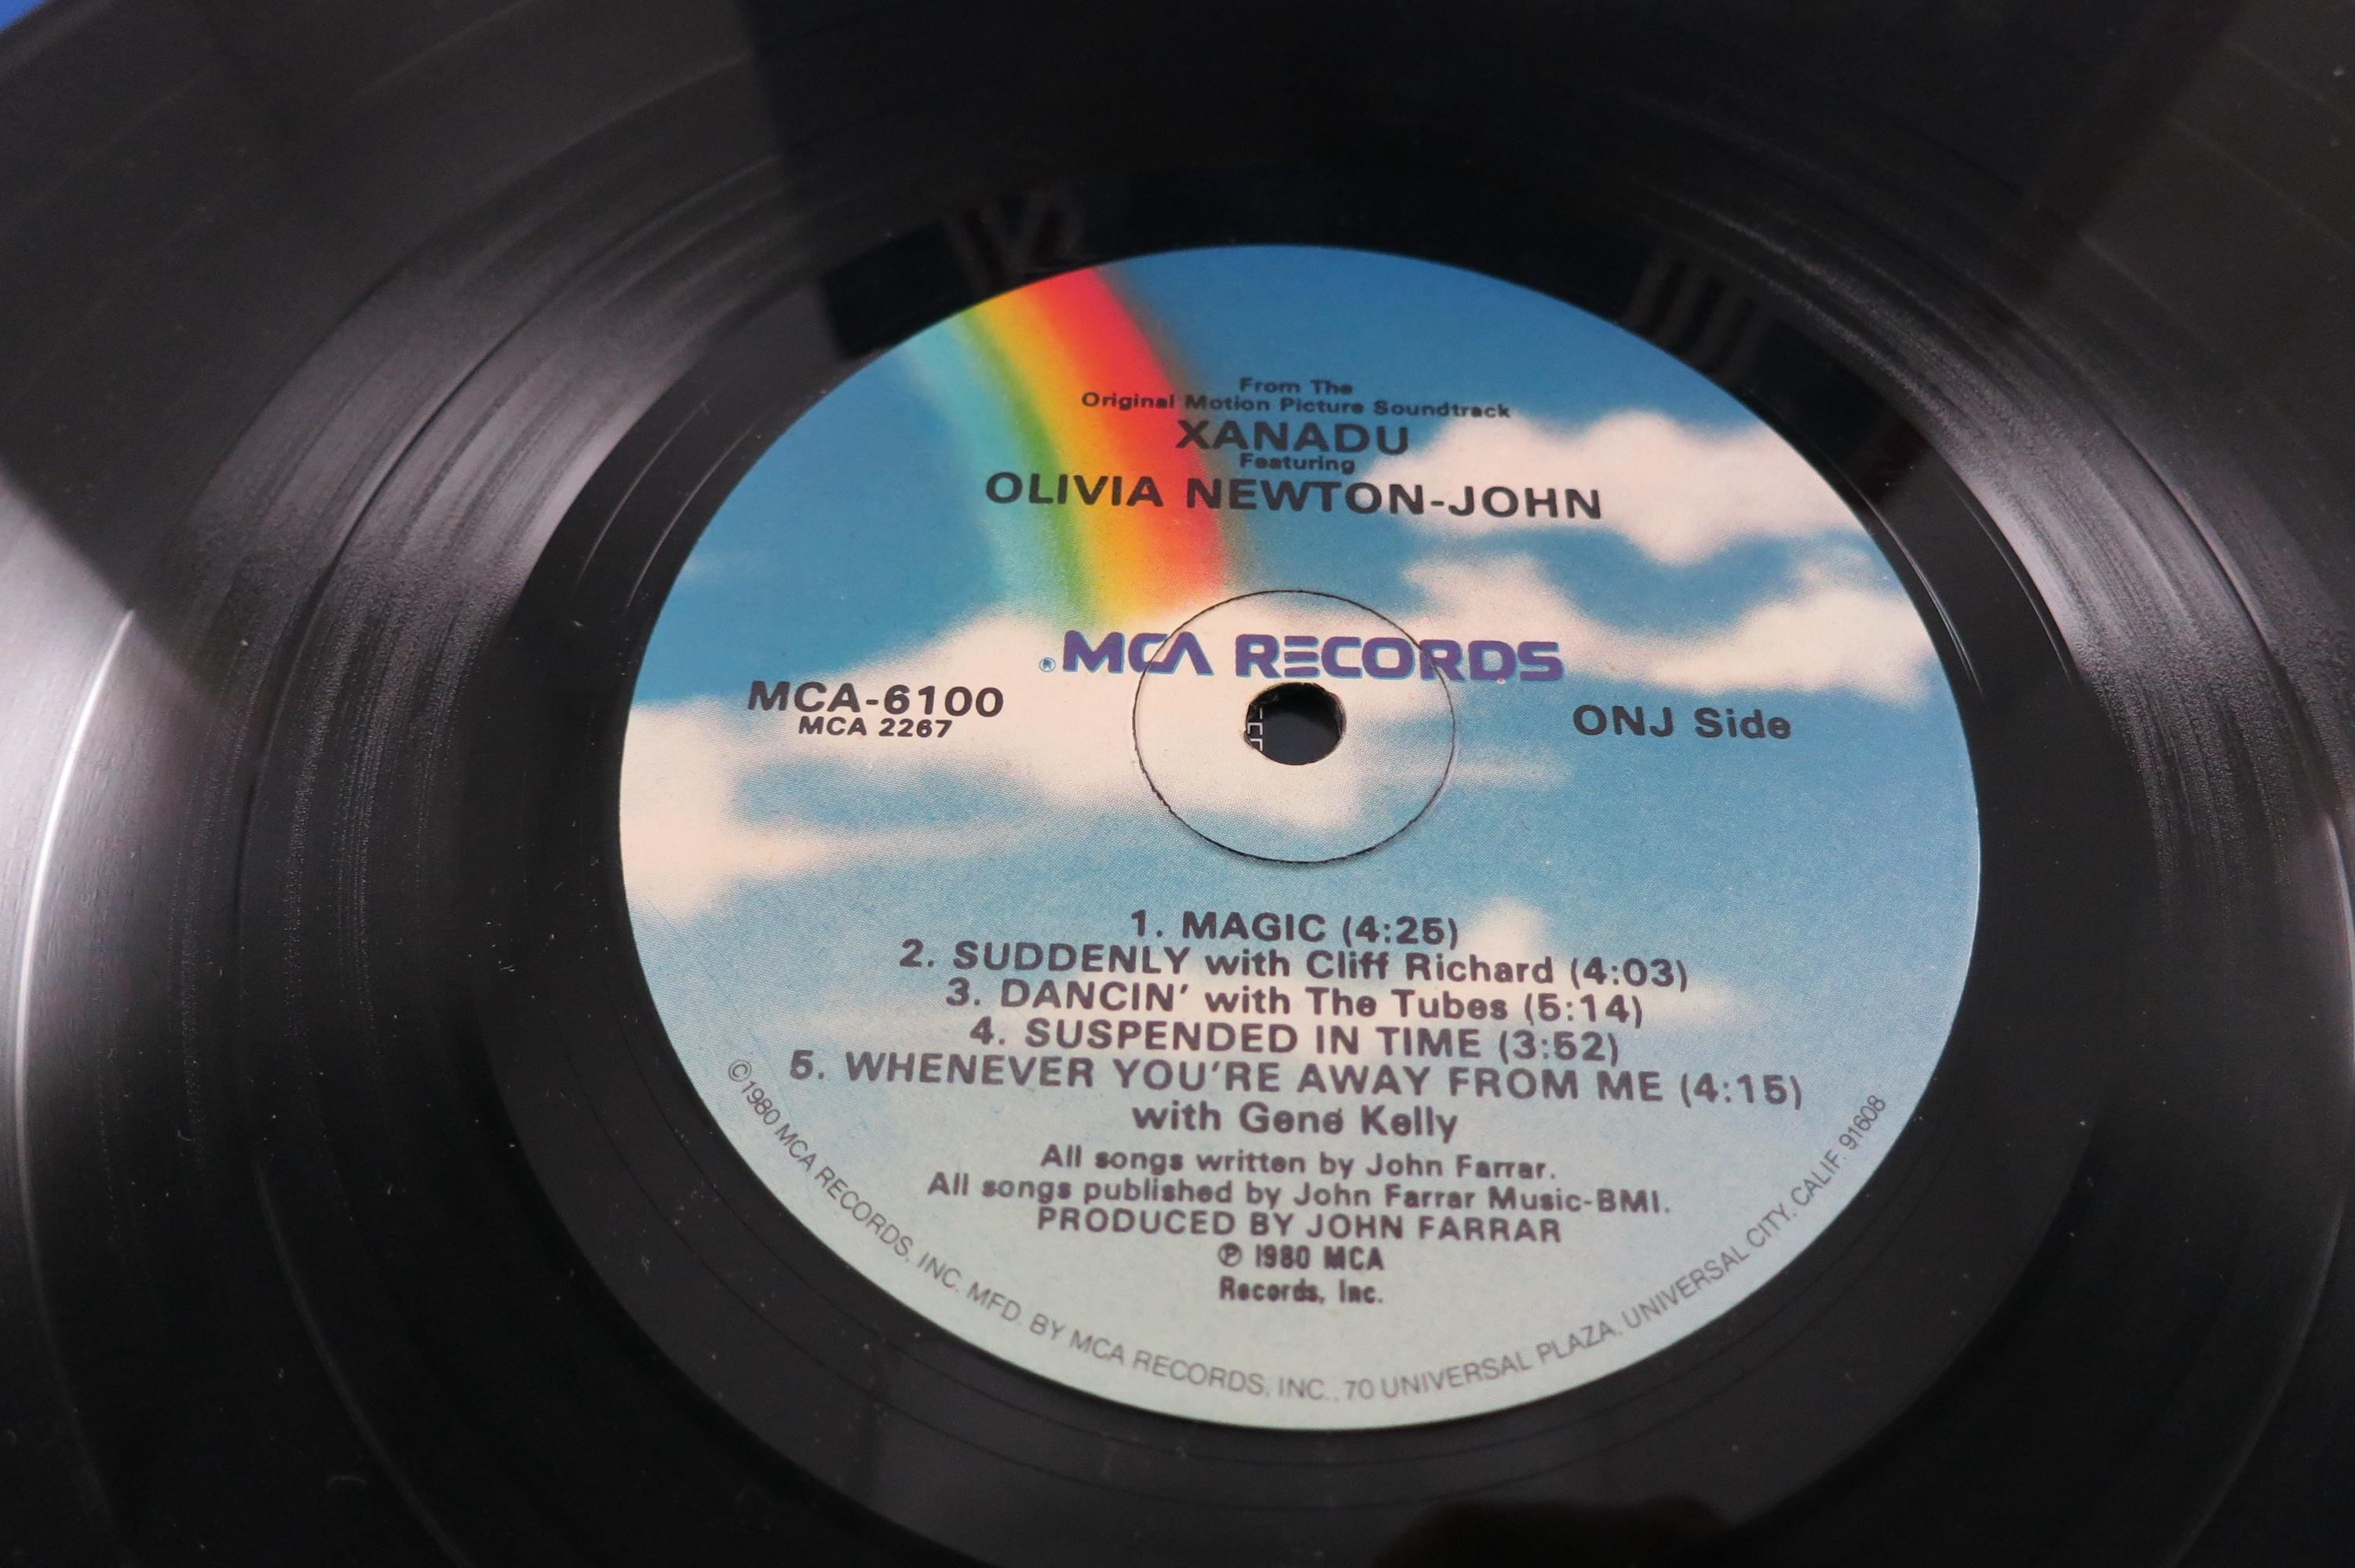 From The
Original Motion Picture Soundtrack
XANADU
Featuring
OLIVIA NEWTON-JOHN
®MCA RECORDS
MCA-6100
MCA 2267
ONJ Side
1. MAGIC (4:25)
2. SUDDENLY with Cliff Richard (4:03)
3. DANCIN' with The Tubes (5:14)
4. SUSPENDED IN TIME (3:52)
5. WHENEVER YOU'RE AWAY FROM ME (4:15)
with Gene Kelly
All songs written by John Farrar.
All songs published by John Farrar Music-BMI.
PRODUCED BY JOHN FARRAR
℗ 1980 MCA
Records, Inc.
©1980 MCA RECORDS, INC. MFD. BY MCA RECORDS, INC., 70 UNIVERSAL PLAZA, UNIVERSAL CITY, CALIF. 91608